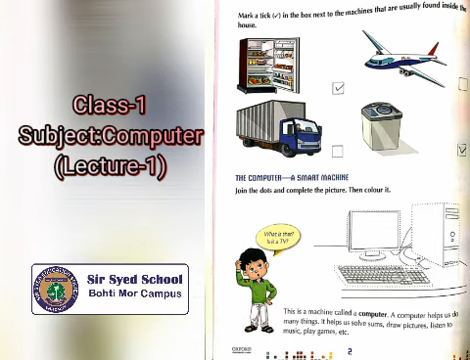 Class-1
Subject:Computer
(Lecture-1)
Sir Syed School
Bohti Mor Campus
Mark a tick (✓) in the box next to the machines that are usually found inside the
house.
THE COMPUTER—A SMART MACHINE
Join the dots and complete the picture. Then colour it.
What is that?
Is it a TV?
This is a machine called a computer. A computer helps us do
many things. It helps us solve sums, draw pictures, listen to
music, play games, etc.
OXFORD
2